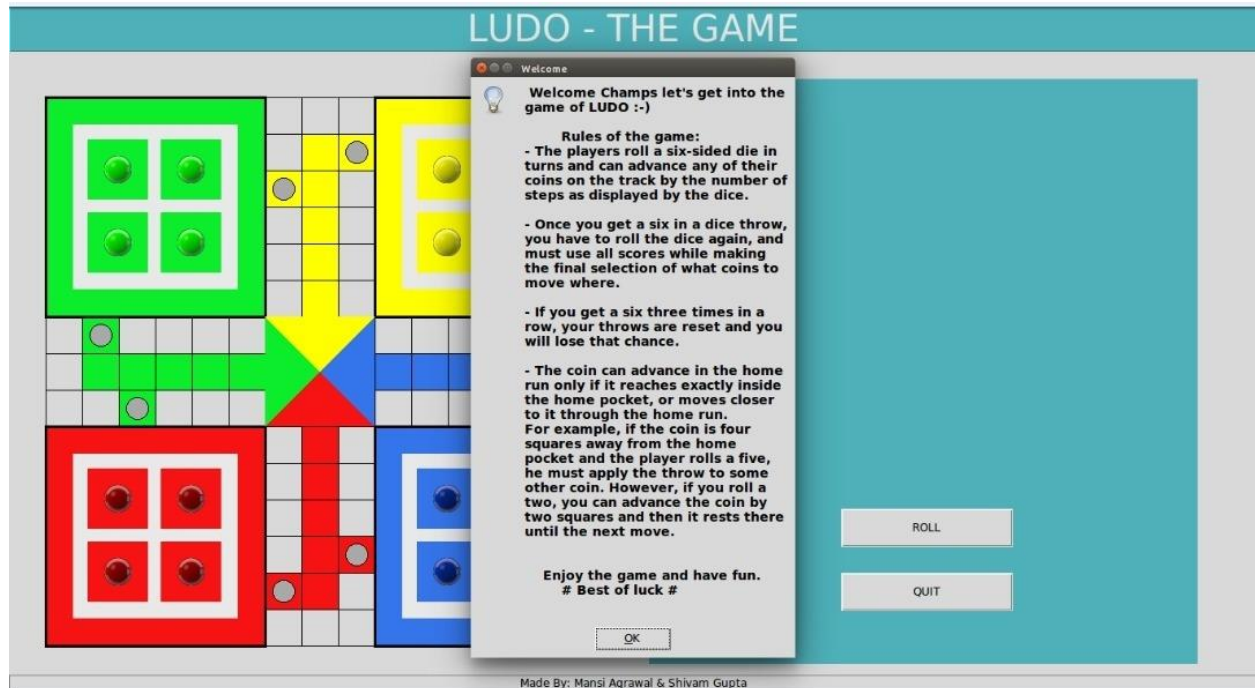 LUDO - THE GAME
Welcome
Welcome Champs let's get into the
game of LUDO :-)
Rules of the game:
- The players roll a six-sided die in
turns and can advance any of their
coins on the track by the number of
steps as displayed by the dice.
- Once you get a six in a dice throw,
you have to roll the dice again, and
must use all scores while making
the final selection of what coins to
move where.
- If you get a six three times in a
row, your throws are reset and you
will lose that chance.
- The coin can advance in the home
run only if it reaches exactly inside
the home pocket, or moves closer
to it through the home run.
For example, if the coin is four
squares away from the home
pocket and the player rolls a five,
he must apply the throw to some
other coin. However, if you roll a
two, you can advance the coin by
two squares and then it rests there
until the next move.
Enjoy the game and have fun.
# Best of luck #
OK
ROLL
QUIT
Made By: Mansi Agrawal & Shivam Gupta